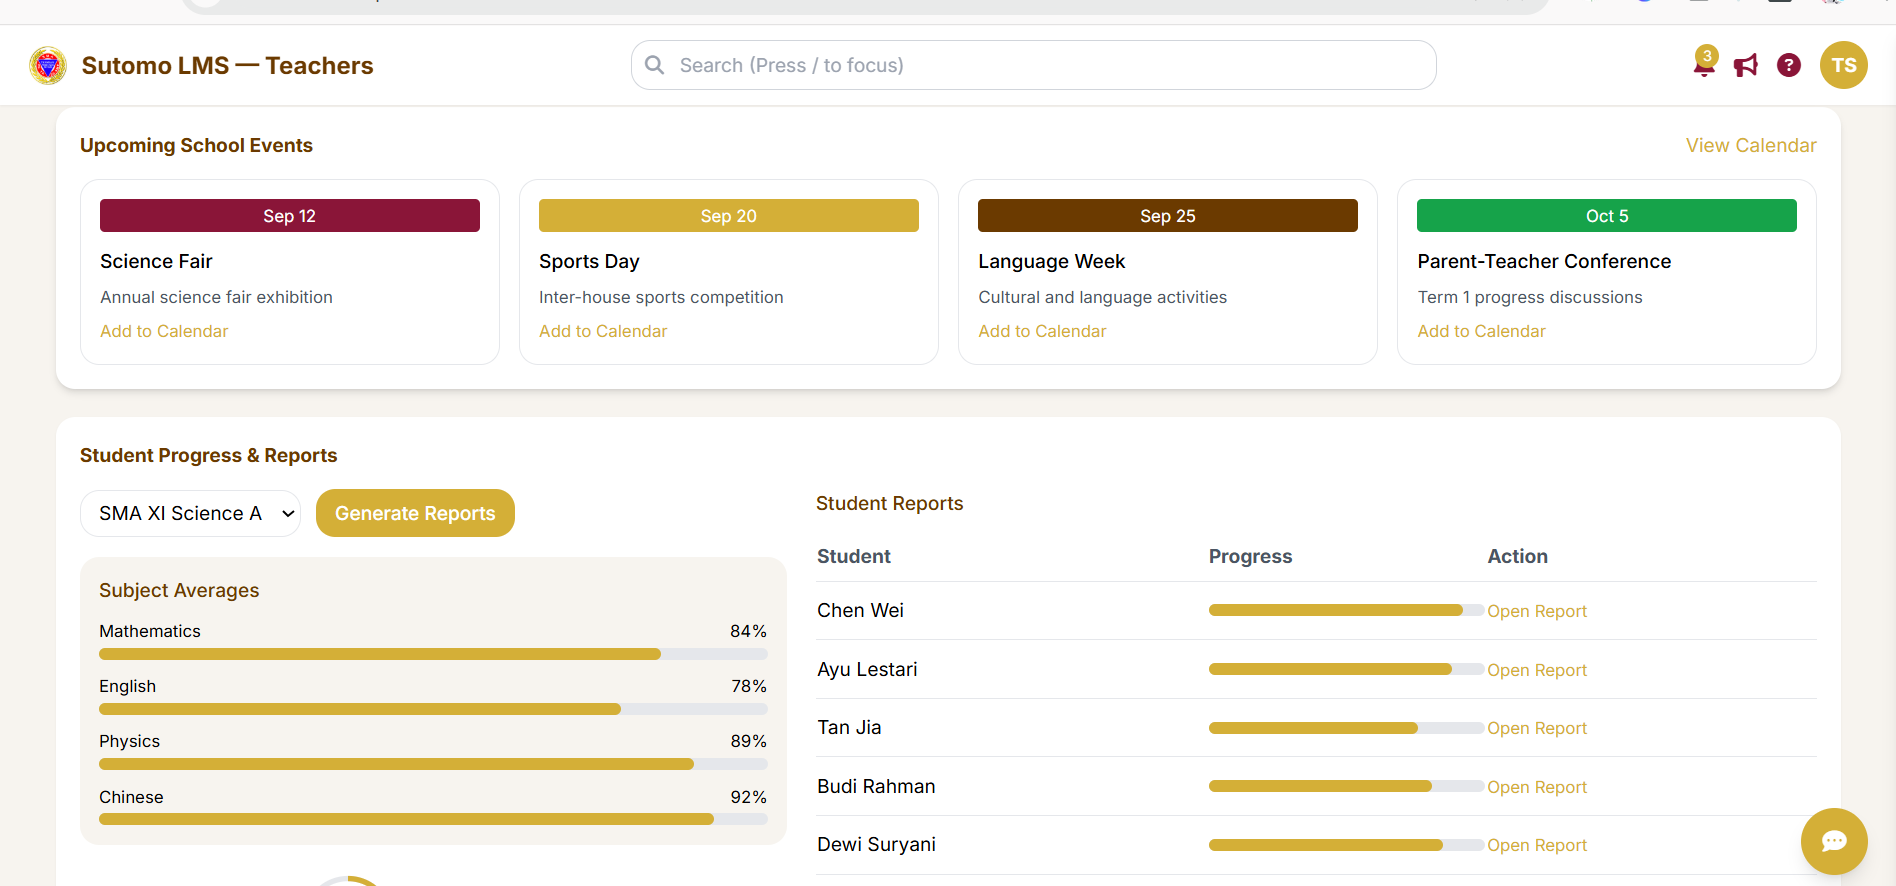 Sutomo LMS — Teachers
Search (Press / to focus)
3
?
TS
Upcoming School Events
View Calendar
Sep 12
Science Fair
Annual science fair exhibition
Add to Calendar
Sep 20
Sports Day
Inter-house sports competition
Add to Calendar
Sep 25
Language Week
Cultural and language activities
Add to Calendar
Oct 5
Parent-Teacher Conference
Term 1 progress discussions
Add to Calendar
Student Progress & Reports
SMA XI Science A
Generate Reports
Subject Averages
Mathematics 84%
English 78%
Physics 89%
Chinese 92%
Student Reports
Student Progress Action
Chen Wei Open Report
Ayu Lestari Open Report
Tan Jia Open Report
Budi Rahman Open Report
Dewi Suryani Open Report